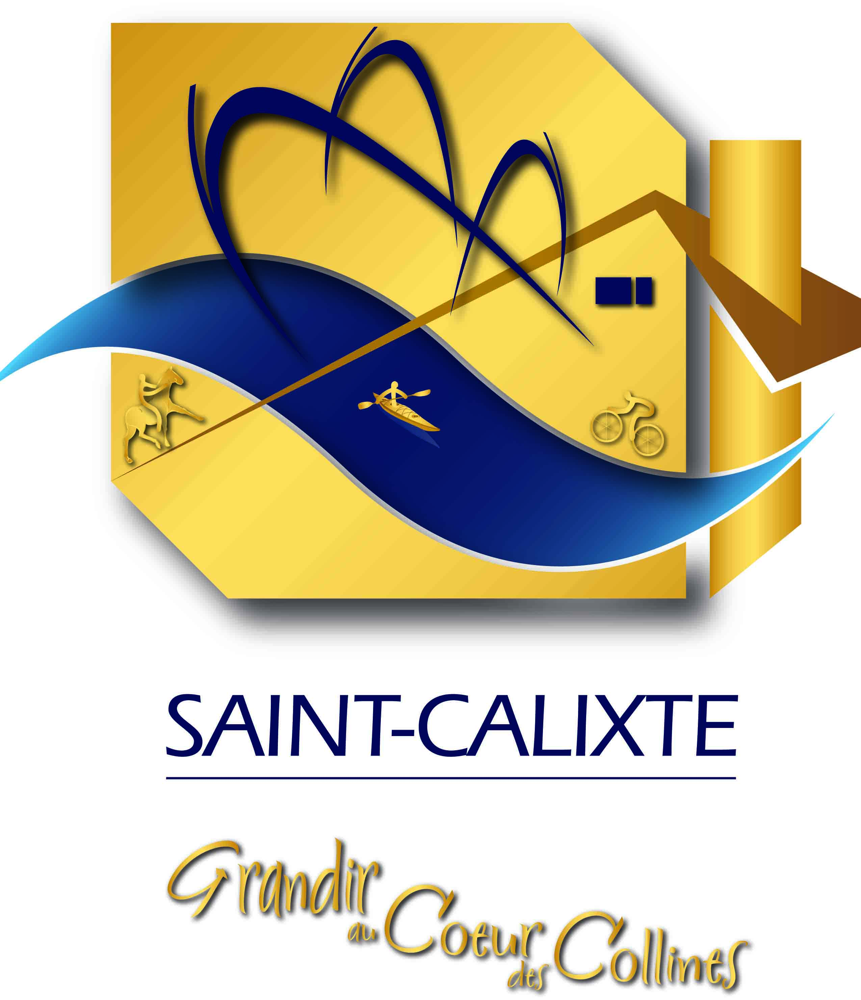 SAINT-CALIXTE
Grandir
au Coeur
des Collines